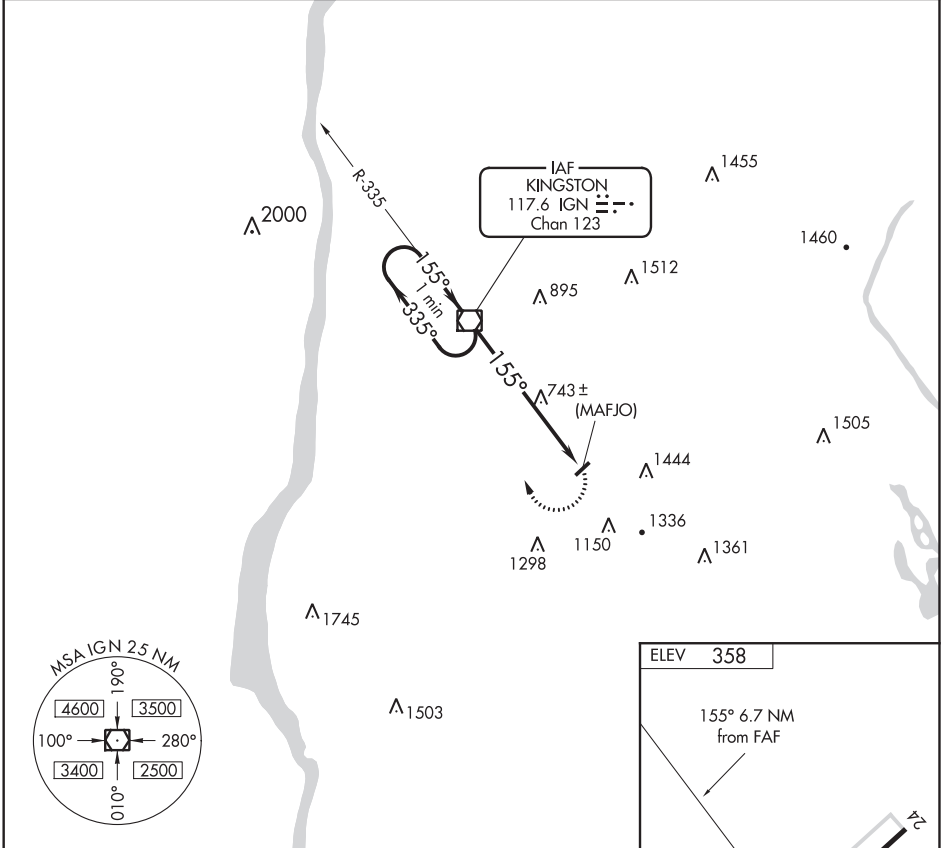 1455
IAF
KINGSTON
117.6 IGN
Chan 123
R-335
2000
1460
1512
895
155°
1 min
335°
155°
743±
(MAFJO)
1505
1444
1336
1150
1298
1361
1745
MSA IGN 25 NM
190°
4600
3500
100°
280°
3400
2500
010°
1503
ELEV 358
155° 6.7 NM
from FAF
24